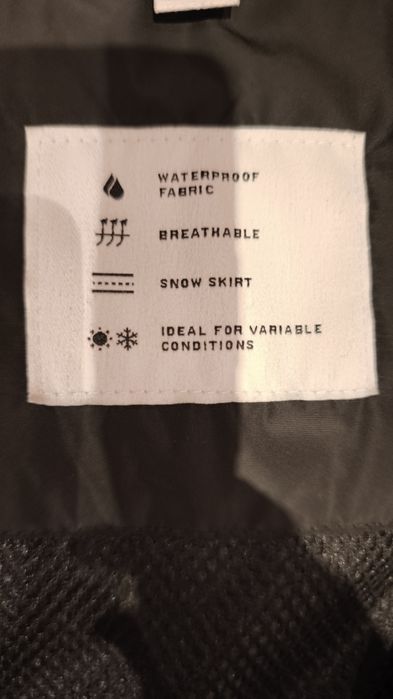 WATERPROOF
FABRIC
BREATHABLE
SNOW SKIRT
IDEAL FOR VARIABLE
CONDITIONS